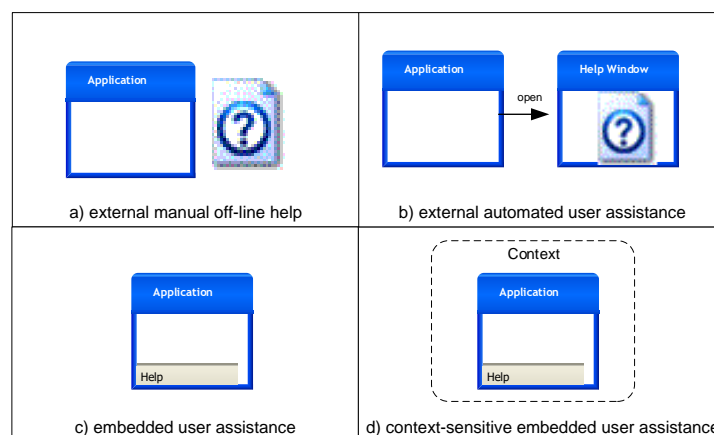 Application
?
a) external manual off-line help
Application
open
Help Window
?
b) external automated user assistance
Application
Help
c) embedded user assistance
Context
Application
Help
d) context-sensitive embedded user assistance